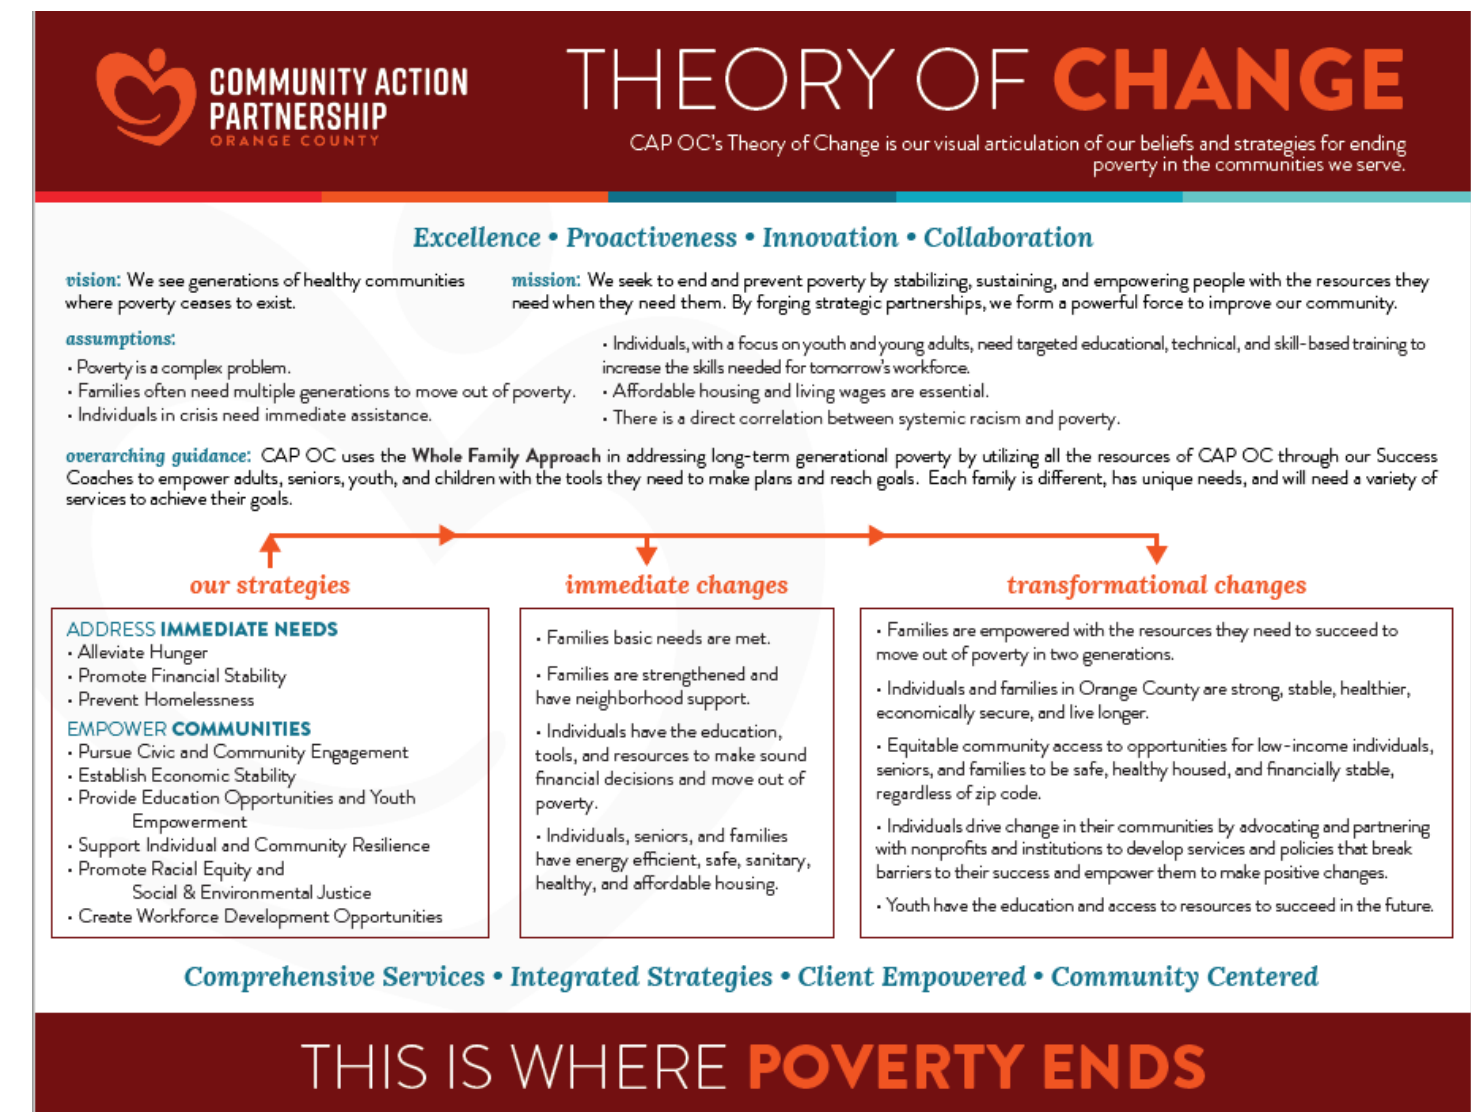 COMMUNITY ACTION
PARTNERSHIP
ORANGE COUNTY
THEORY OF CHANGE
CAP OC's Theory of Change is our visual articulation of our beliefs and strategies for ending
poverty in the communities we serve.
Excellence • Proactiveness • Innovation • Collaboration
vision: We see generations of healthy communities
where poverty ceases to exist.
mission: We seek to end and prevent poverty by stabilizing, sustaining, and empowering people with the resources they
need when they need them. By forging strategic partnerships, we form a powerful force to improve our community.
assumptions:
· Poverty is a complex problem.
· Families often need multiple generations to move out of poverty.
· Individuals in crisis need immediate assistance.
· Individuals, with a focus on youth and young adults, need targeted educational, technical, and skill-based training to
increase the skills needed for tomorrow's workforce.
· Affordable housing and living wages are essential.
· There is a direct correlation between systemic racism and poverty.
overarching guidance: CAP OC uses the Whole Family Approach in addressing long-term generational poverty by utilizing all the resources of CAP OC through our Success
Coaches to empower adults, seniors, youth, and children with the tools they need to make plans and reach goals. Each family is different, has unique needs, and will need a variety of
services to achieve their goals.
our strategies
ADDRESS IMMEDIATE NEEDS
· Alleviate Hunger
· Promote Financial Stability
· Prevent Homelessness
EMPOWER COMMUNITIES
· Pursue Civic and Community Engagement
· Establish Economic Stability
· Provide Education Opportunities and Youth
Empowerment
· Support Individual and Community Resilience
· Promote Racial Equity and
Social & Environmental Justice
· Create Workforce Development Opportunities
immediate changes
· Families basic needs are met.
· Families are strengthened and
have neighborhood support.
· Individuals have the education,
tools, and resources to make sound
financial decisions and move out of
poverty.
· Individuals, seniors, and families
have energy efficient, safe, sanitary,
healthy, and affordable housing.
transformational changes
· Families are empowered with the resources they need to succeed to
move out of poverty in two generations.
· Individuals and families in Orange County are strong, stable, healthier,
economically secure, and live longer.
· Equitable community access to opportunities for low-income individuals,
seniors, and families to be safe, healthy housed, and financially stable,
regardless of zip code.
· Individuals drive change in their communities by advocating and partnering
with nonprofits and institutions to develop services and policies that break
barriers to their success and empower them to make positive changes.
· Youth have the education and access to resources to succeed in the future.
Comprehensive Services • Integrated Strategies • Client Empowered • Community Centered
THIS IS WHERE POVERTY ENDS